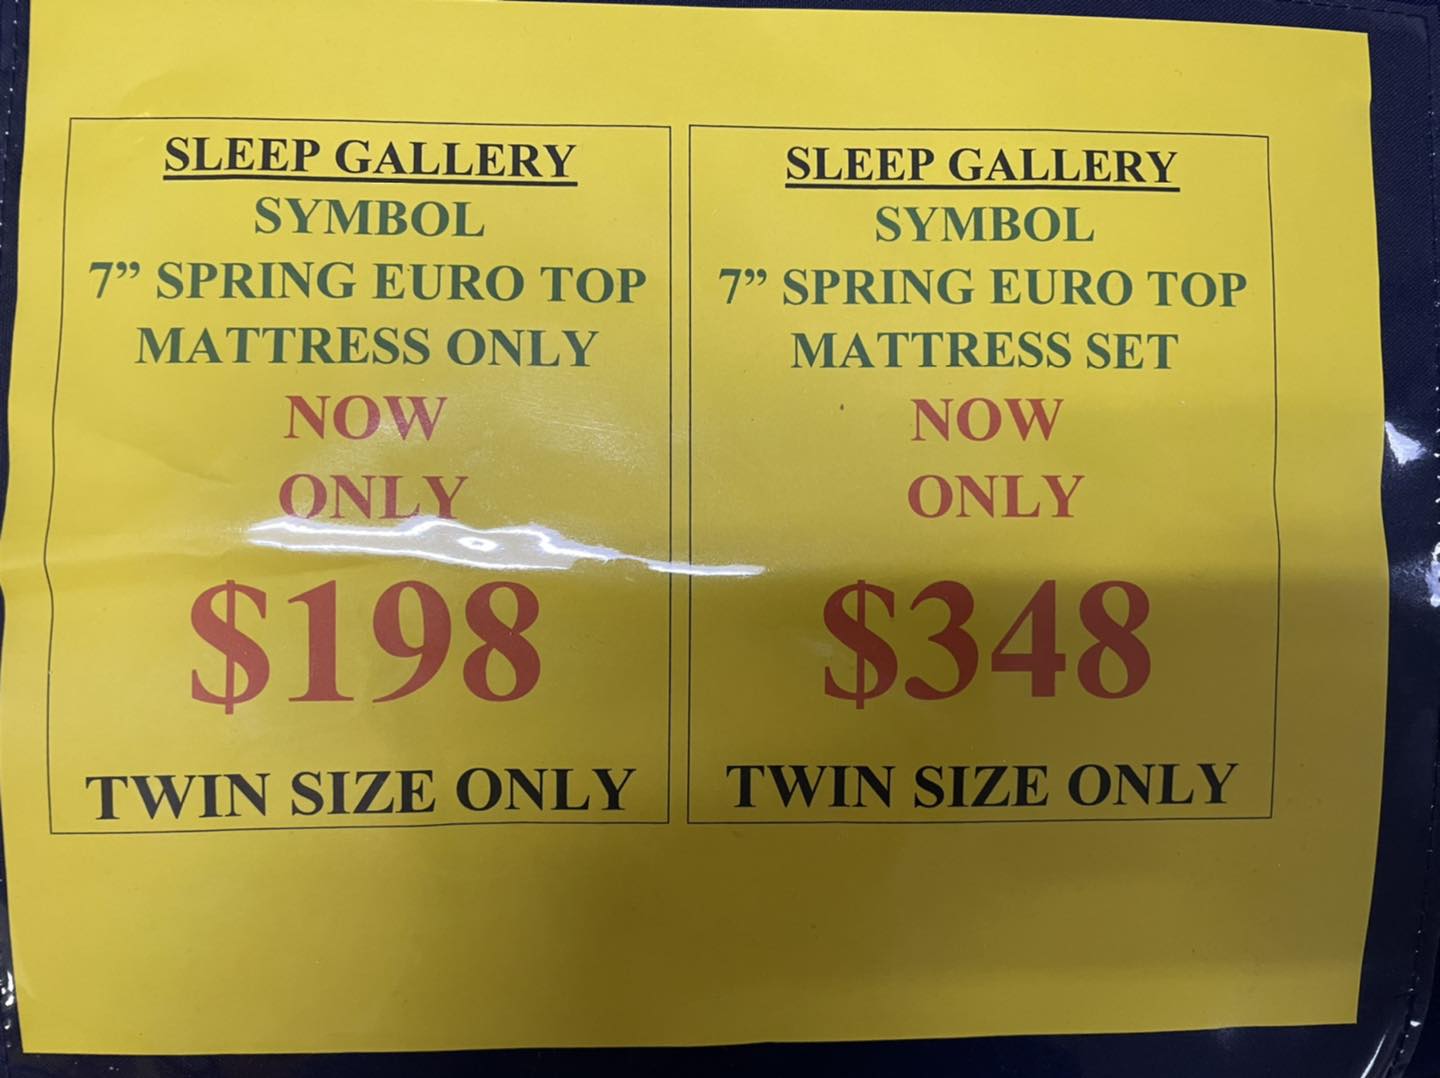 SLEEP GALLERY
SYMBOL
7” SPRING EURO TOP
MATTRESS ONLY
NOW
ONLY
$198
TWIN SIZE ONLY
SLEEP GALLERY
SYMBOL
7” SPRING EURO TOP
MATTRESS SET
NOW
ONLY
$348
TWIN SIZE ONLY